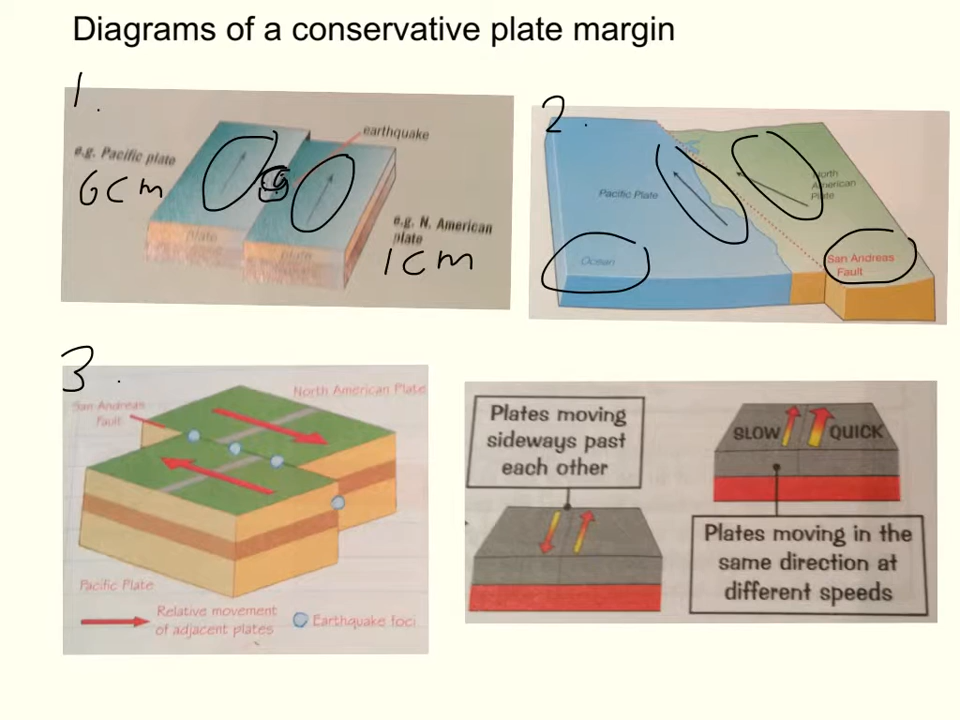 Diagrams of a conservative plate margin
1.
earthquake
e.g. Pacific plate
6cm
e.g. N. American
plate
plate
plate
1cm
2.
Pacific Plate
North
American
Plate
Ocean
San Andreas
Fault
3.
North American Plate
San Andreas
Fault
Pacific Plate
Relative movement
of adjacent plates
Earthquake foci
Plates moving
sideways past
each other
SLOW
QUICK
Plates moving in the
same direction at
different speeds